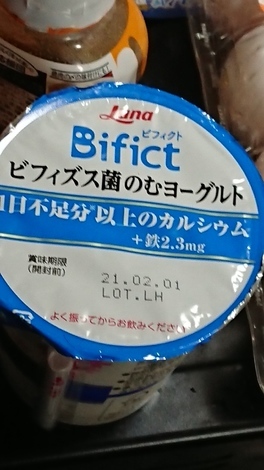 Luna
ビフィクト
Bifict
ビフィズス菌のむヨーグルト
1日不足分※以上のカルシウム
＋鉄2.3mg
賞味期限
(開封前)
21.02.01
LOT.LH
よく振ってからお飲みください